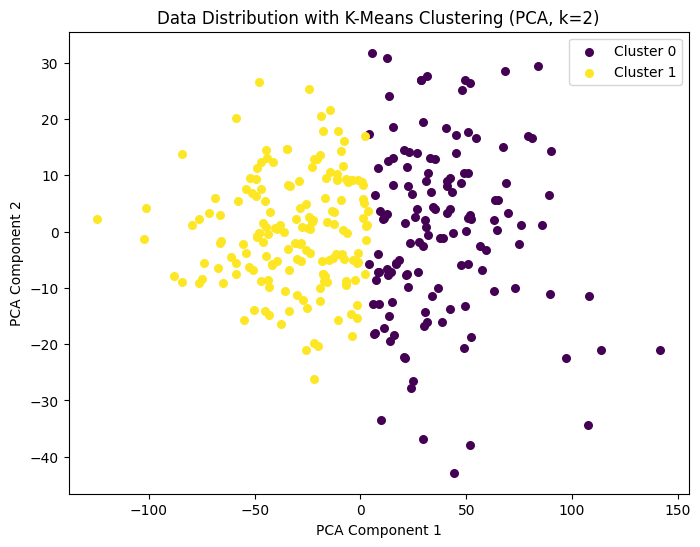 Data Distribution with K-Means Clustering (PCA, k=2)
Cluster 0
Cluster 1
30
20
10
0
−10
−20
−30
−40
PCA Component 2
−100
−50
0
50
100
150
PCA Component 1